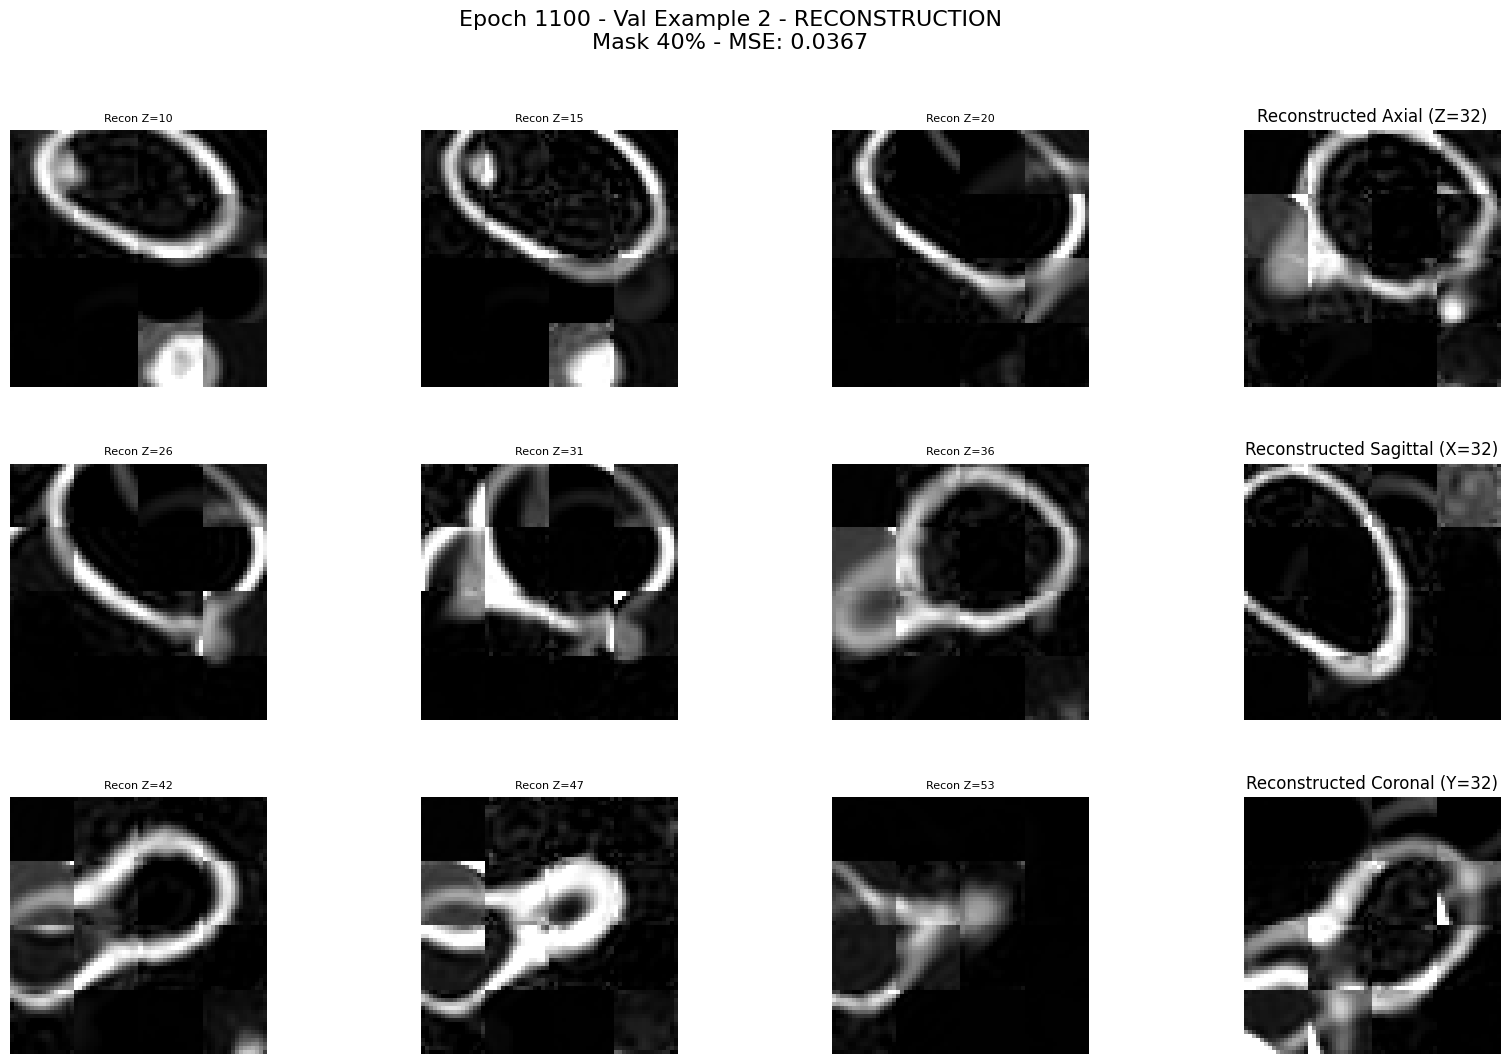 Epoch 1100 - Val Example 2 - RECONSTRUCTION
Mask 40% - MSE: 0.0367
Recon Z=10
Recon Z=15
Recon Z=20
Reconstructed Axial (Z=32)
Recon Z=26
Recon Z=31
Recon Z=36
Reconstructed Sagittal (X=32)
Recon Z=42
Recon Z=47
Recon Z=53
Reconstructed Coronal (Y=32)